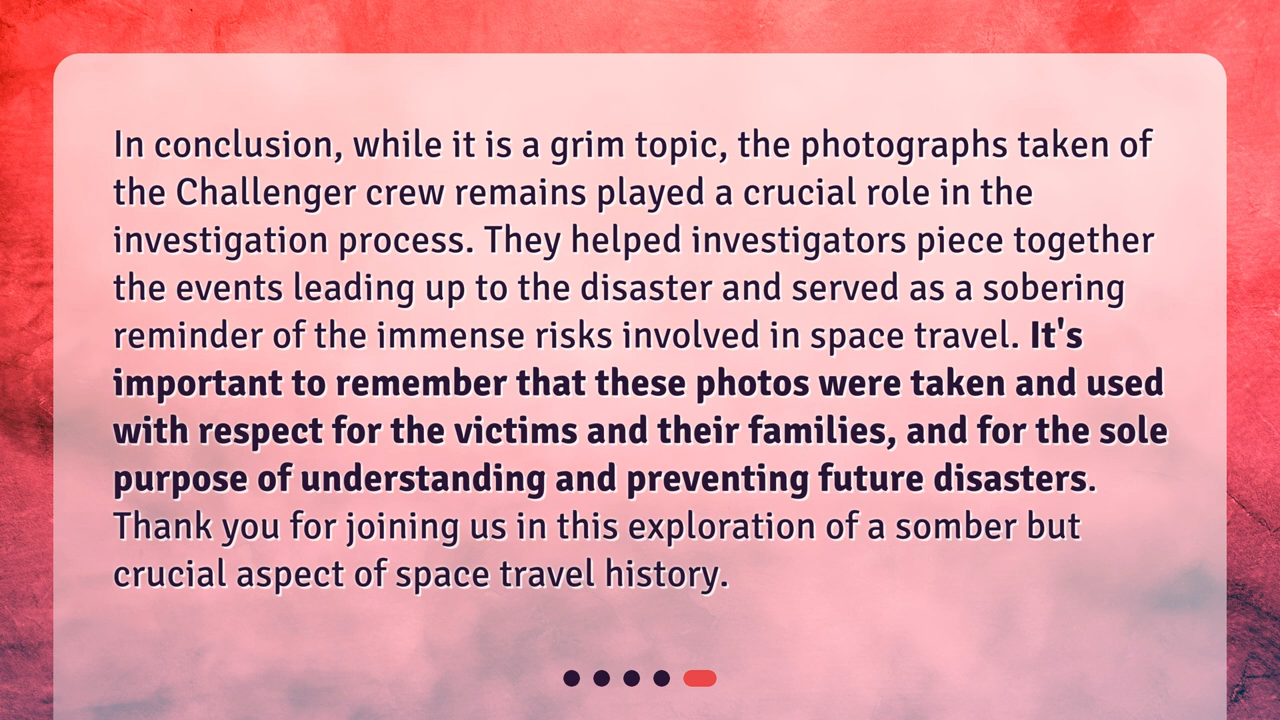 In conclusion, while it is a grim topic, the photographs taken of
the Challenger crew remains played a crucial role in the
investigation process. They helped investigators piece together
the events leading up to the disaster and served as a sobering
reminder of the immense risks involved in space travel. It's
important to remember that these photos were taken and used
with respect for the victims and their families, and for the sole
purpose of understanding and preventing future disasters.
Thank you for joining us in this exploration of a somber but
crucial aspect of space travel history.